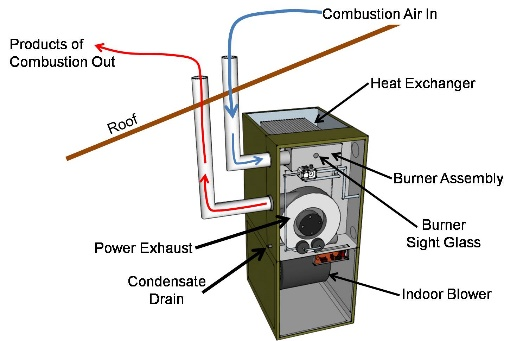 Combustion Air In
Products of
Combustion Out
Heat Exchanger
Roof
Burner Assembly
Burner
Sight Glass
Power Exhaust
Condensate
Drain
Indoor Blower